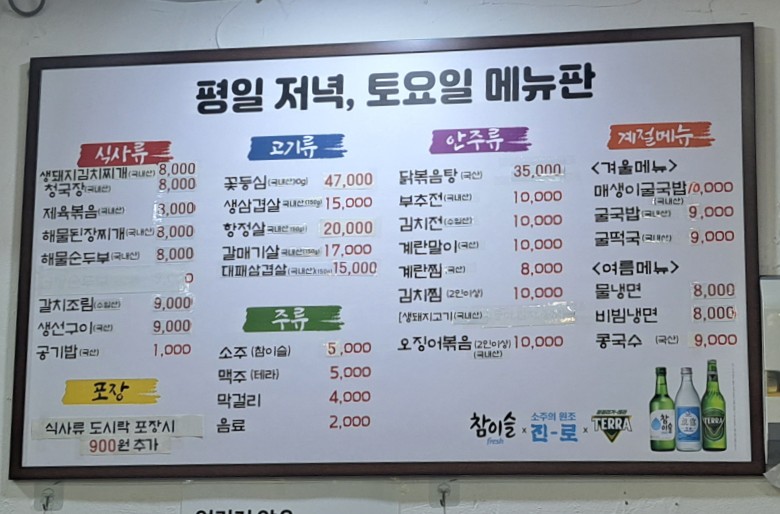 평일 저녁, 토요일 메뉴판
식사류
생돼지김치찌개(국내산) 8,000
청국장(국내산) 8,000
제육볶음(국내산) 8,000
해물된장찌개(국내산) 8,000
해물순두부(국내산) 8,000
0
갈치조림(수입산) 9,000
생선구이(국산) 9,000
공기밥(국산) 1,000
포장
식사류 도시락 포장시
900원 추가
고기류
꽃등심(국내산) 47,000
생삼겹살(국내산)(150g) 15,000
항정살(국내산)(150g) 20,000
갈매기살(국내산)(150g) 17,000
대패삼겹살(국내산)(150g) 15,000
주류
소주 (참이슬) 5,000
맥주 (테라) 5,000
막걸리 4,000
음료 2,000
안주류
닭볶음탕(국산) 35,000
부추전(국내산) 10,000
김치전(수입산) 10,000
계란말이(국산) 10,000
계란찜(국산) 8,000
김치찜 (2인이상) 10,000
[생돼지고기(국내산)
오징어볶음(2인이상) 10,000
(국내산)
계절메뉴
<겨울메뉴>
매생이굴국밥 10,000
(국내산)
굴국밥(국내산) 9,000
굴떡국(국내산) 9,000
<여름메뉴>
물냉면 8,000
비빔냉면 8,000
콩국수 (국산) 9,000
참이슬 x 소주의 원조 x
fresh 진-로 TERRA
참이슬 TERRA